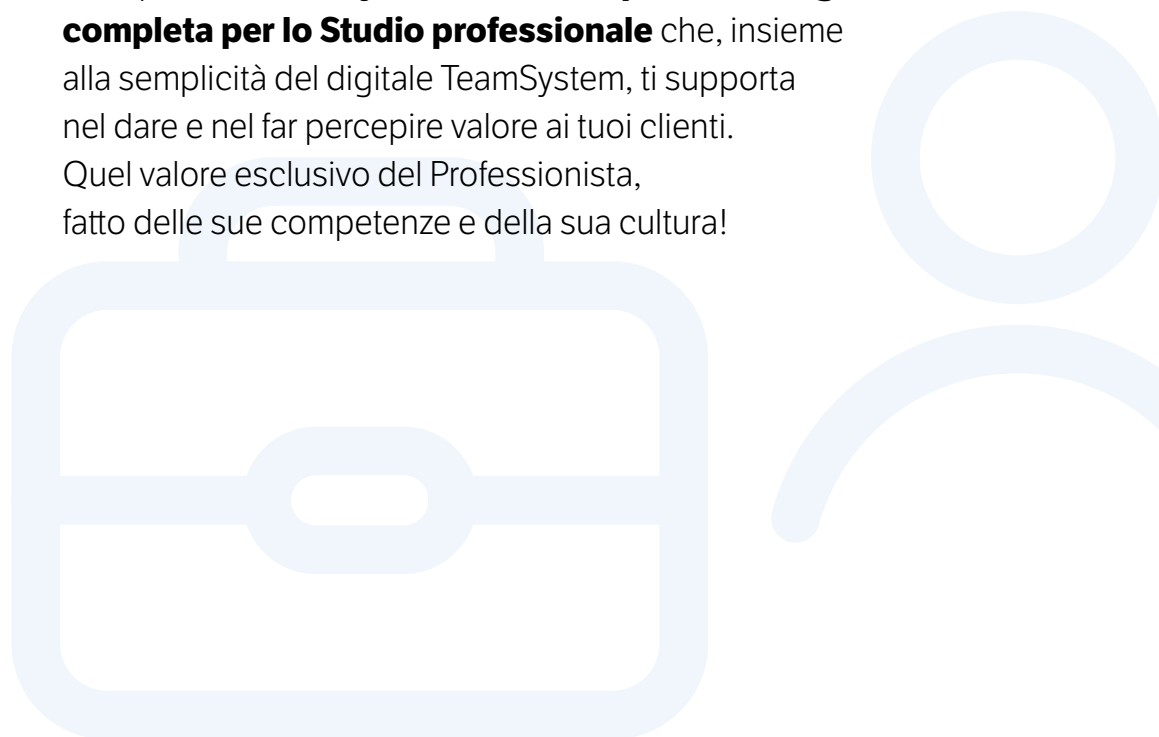 completa per lo Studio professionale che, insieme
alla semplicità del digitale TeamSystem, ti supporta
nel dare e nel far percepire valore ai tuoi clienti.
Quel valore esclusivo del Professionista,
fatto delle sue competenze e della sua cultura!